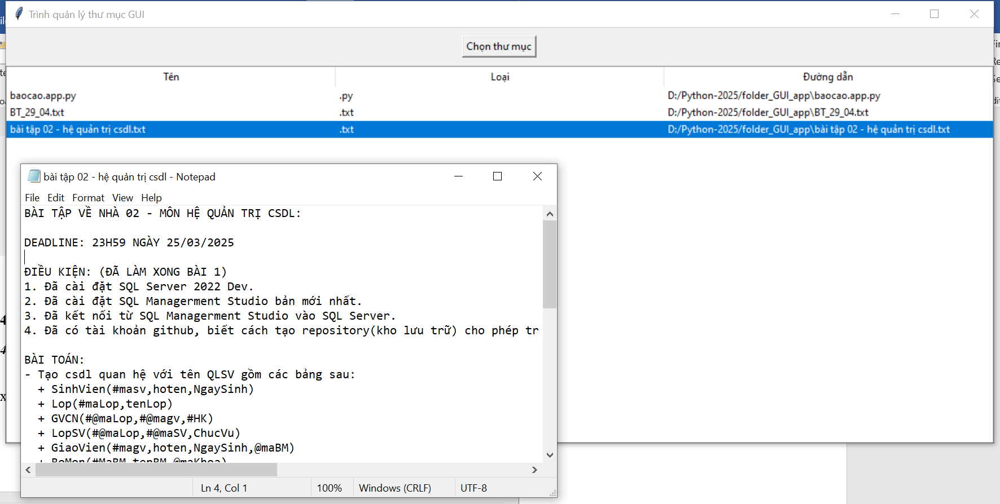 Trình quản lý thư mục GUI
Chọn thư mục
Tên Loại Đường dẫn
baocao.app.py .py D:/Python-2025/folder_GUI_app\baocao.app.py
BT_29_04.txt .txt D:/Python-2025/folder_GUI_app\BT_29_04.txt
bài tập 02 - hệ quản trị csdl.txt .txt D:/Python-2025/folder_GUI_app\bài tập 02 - hệ quản trị csdl.txt
bài tập 02 - hệ quản trị csdl - Notepad
File Edit Format View Help
BÀI TẬP VỀ NHÀ 02 - MÔN HỆ QUẢN TRỊ CSDL:
DEADLINE: 23H59 NGÀY 25/03/2025
ĐIỀU KIỆN: (ĐÃ LÀM XONG BÀI 1)
1. Đã cài đặt SQL Server 2022 Dev.
2. Đã cài đặt SQL Managerment Studio bản mới nhất.
3. Đã kết nối từ SQL Managerment Studio vào SQL Server.
4. Đã có tài khoản github, biết cách tạo repository(kho lưu trữ) cho phép tr
BÀI TOÁN:
- Tạo csdl quan hệ với tên QLSV gồm các bảng sau:
+ SinhVien(#masv,hoten,NgaySinh)
+ Lop(#maLop,tenLop)
+ GVCN(#@maLop,#@magv,#HK)
+ LopSV(#@maLop,#@maSV,ChucVu)
+ GiaoVien(#magv,hoten,NgaySinh,@maBM)
+ BoMon(#MaBM,tenBM,@maKhoa)
Ln 4, Col 1 100% Windows (CRLF) UTF-8